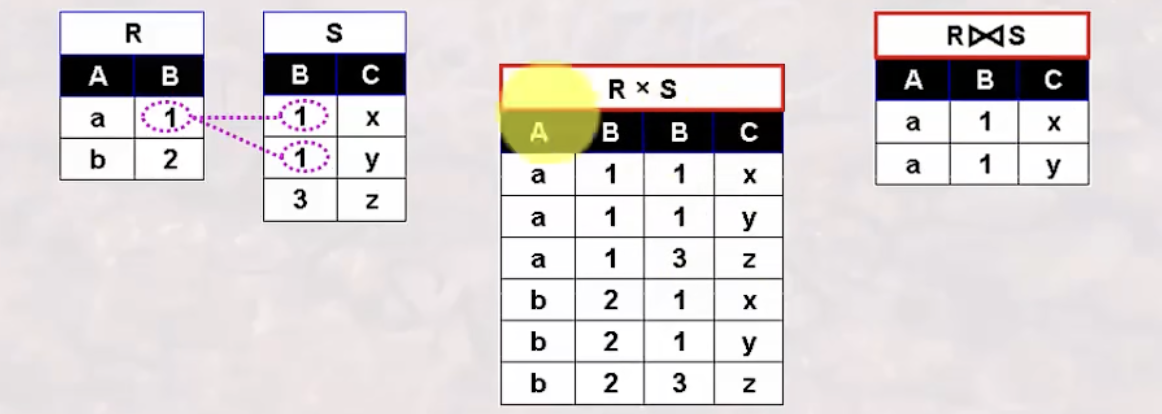 R
A B
a 1
b 2
S
B C
1 x
1 y
3 z
R × S
A B B C
a 1 1 x
a 1 1 y
a 1 3 z
b 2 1 x
b 2 1 y
b 2 3 z
R⋈S
A B C
a 1 x
a 1 y